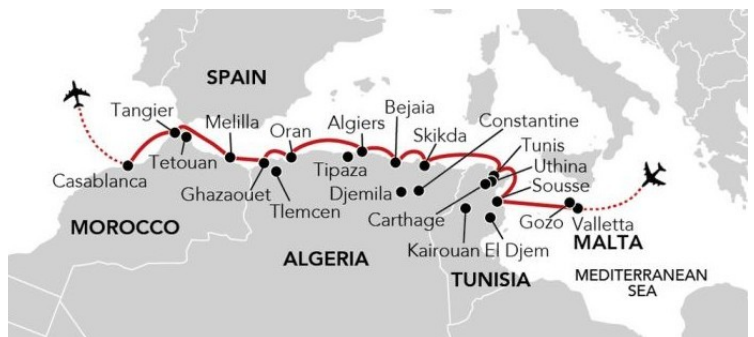 SPAIN
Constantine
Bejaia
Algiers
Tangier
Melilla
Oran
Skikda
Tunis
Tetouan
Tipaza
Uthina
Casablanca
Ghazaouet
Djemila
Sousse
Tlemcen
Carthage
Gozo
Valletta
MOROCCO
MALTA
Kairouan
El Djem
ALGERIA
TUNISIA
MEDITERRANEAN
SEA